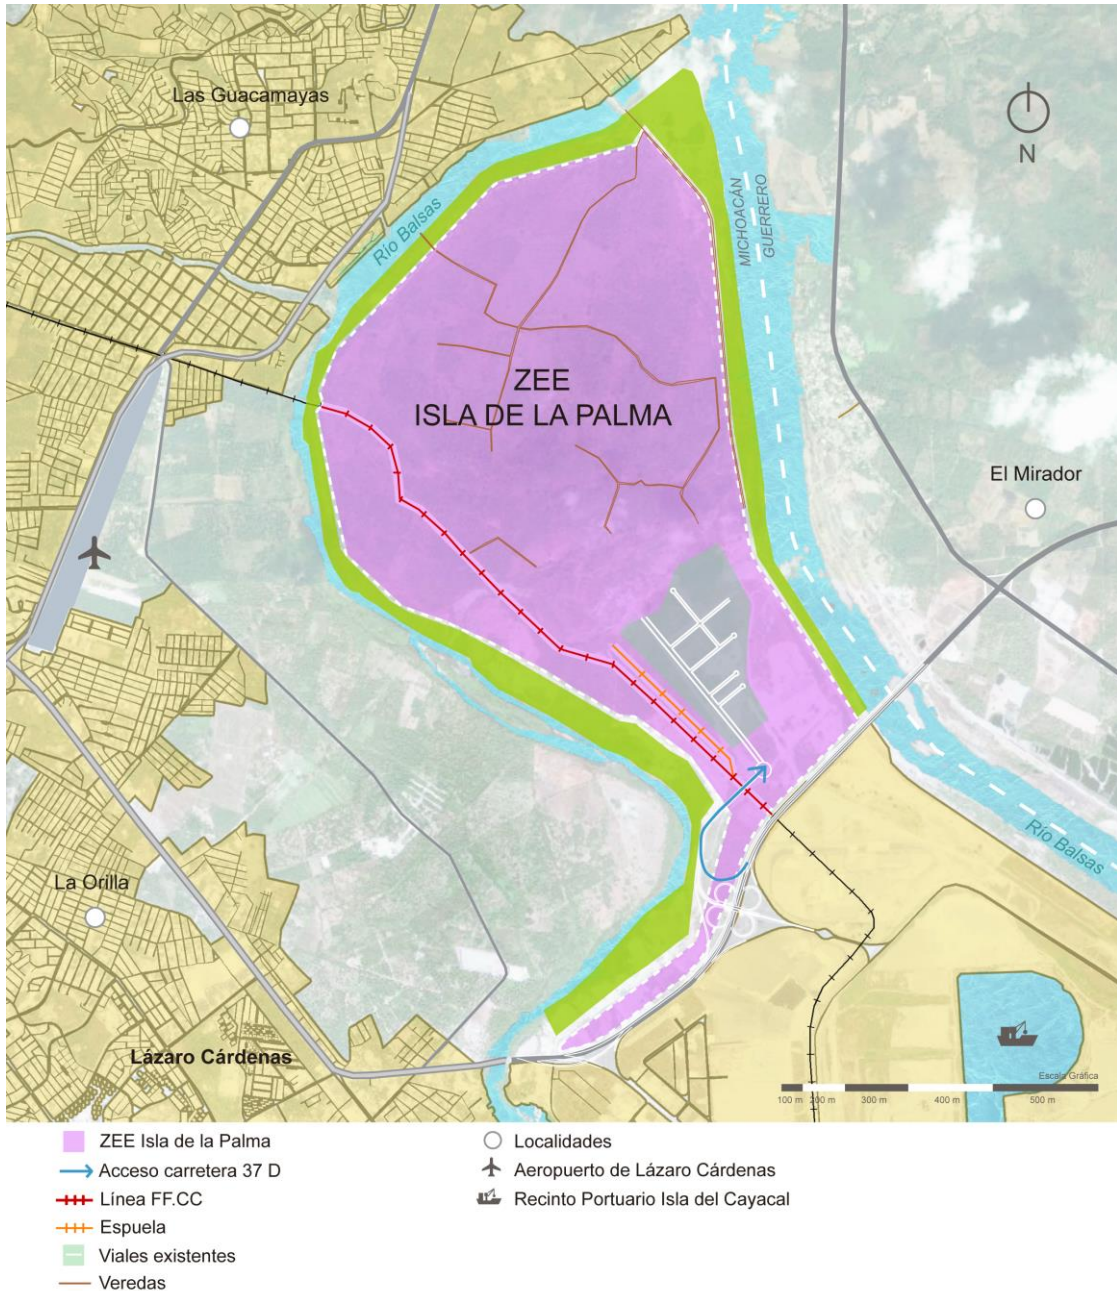 Las Guacamayas
N
Río Balsas
MICHOACÁN
GUERRERO
ZEE
ISLA DE LA PALMA
El Mirador
La Orilla
Río Balsas
Lázaro Cárdenas
Escala Gráfica
100 m 200 m 300 m 400 m 500 m
ZEE Isla de la Palma
Acceso carretera 37 D
Línea FF.CC
Espuela
Viales existentes
Veredas
Localidades
Aeropuerto de Lázaro Cárdenas
Recinto Portuario Isla del Cayacal